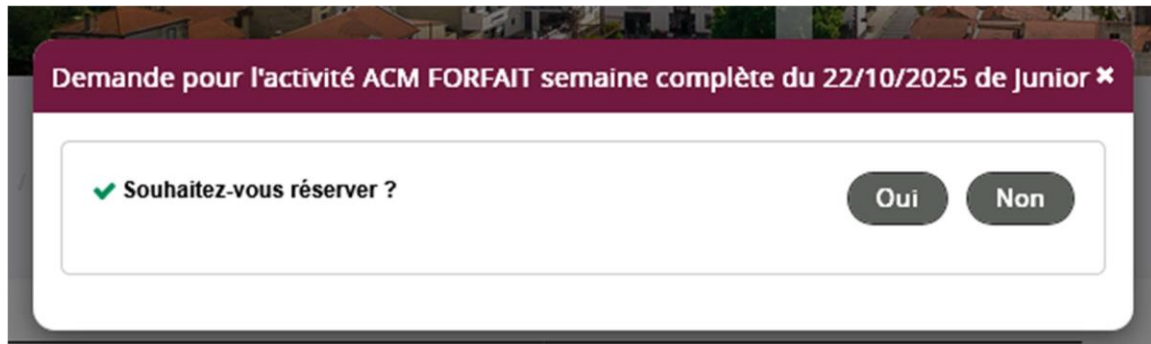 Demande pour l'activité ACM FORFAIT semaine complète du 22/10/2025 de Junior ×
Souhaitez-vous réserver ?
Oui
Non